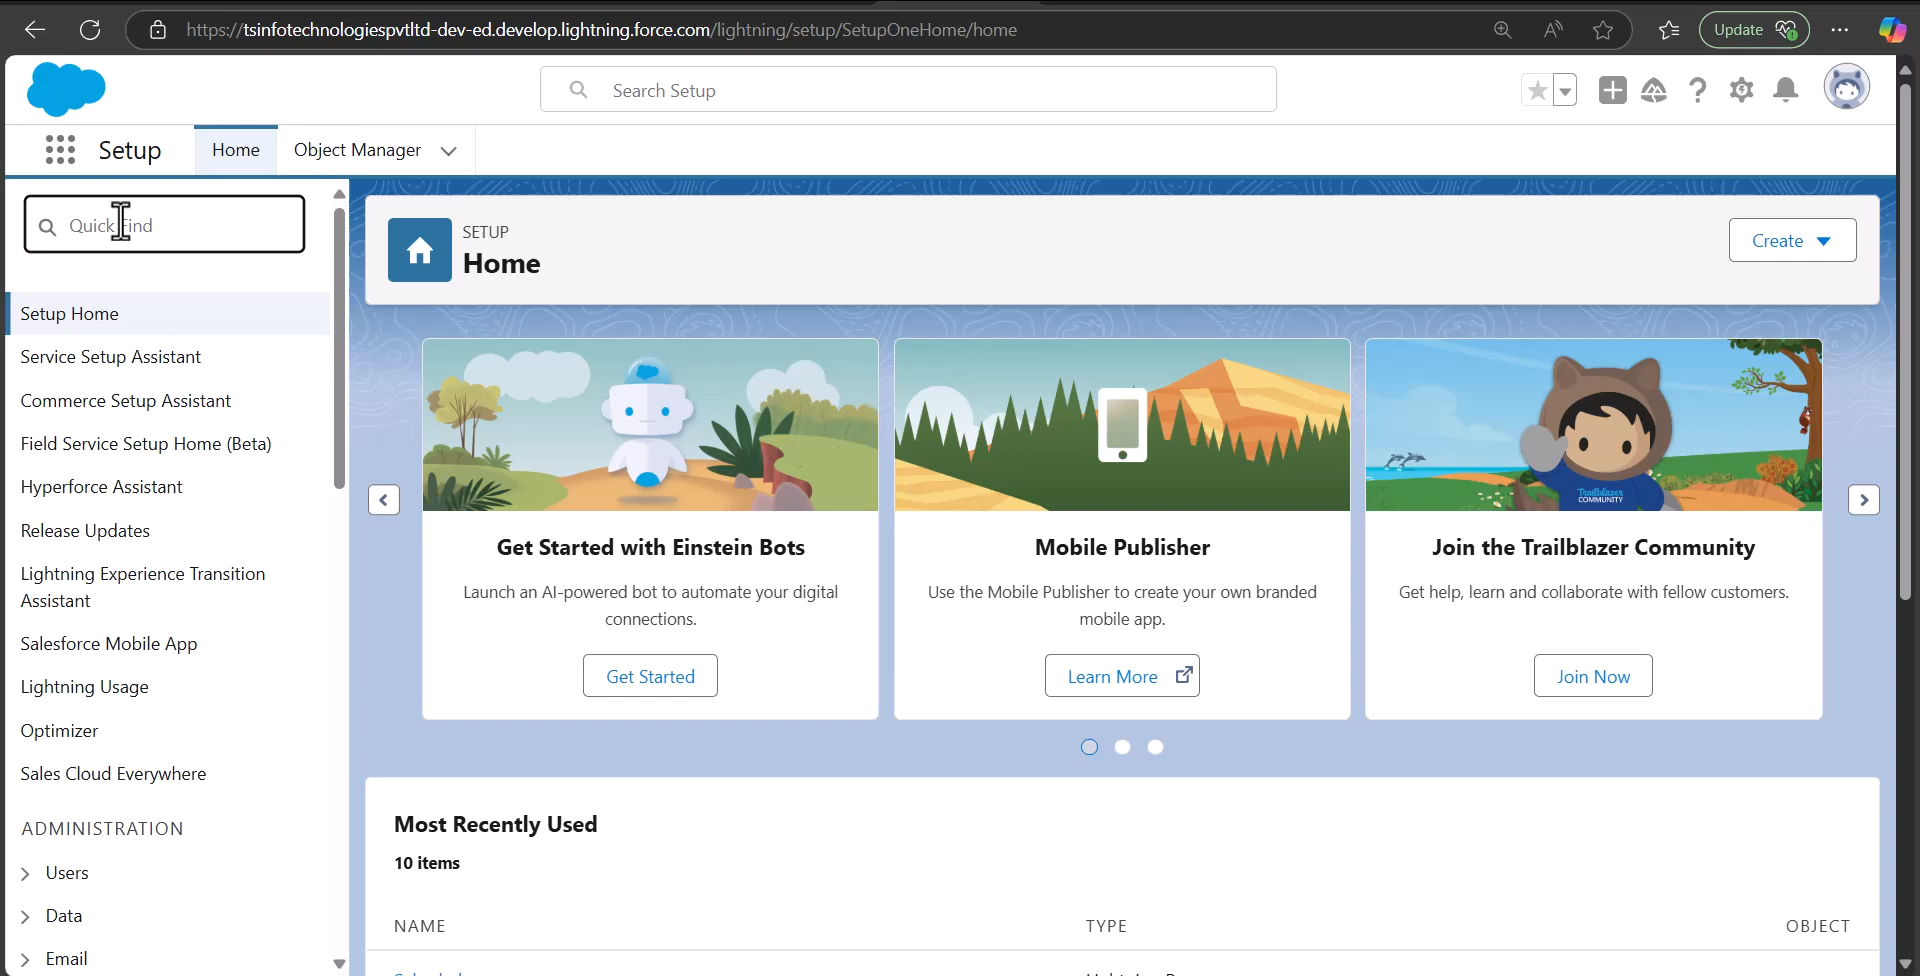 https://tsinfotechnologiespvtltd-dev-ed.develop.lightning.force.com/lightning/setup/SetupOneHome/home
Update
Search Setup
Setup
Home
Object Manager
Quick Find
Setup Home
Service Setup Assistant
Commerce Setup Assistant
Field Service Setup Home (Beta)
Hyperforce Assistant
Release Updates
Lightning Experience Transition
Assistant
Salesforce Mobile App
Lightning Usage
Optimizer
Sales Cloud Everywhere
ADMINISTRATION
Users
Data
Email
SETUP
Home
Create
Trailblazer
COMMUNITY
Get Started with Einstein Bots
Launch an AI-powered bot to automate your digital
connections.
Get Started
Mobile Publisher
Use the Mobile Publisher to create your own branded
mobile app.
Learn More
Join the Trailblazer Community
Get help, learn and collaborate with fellow customers.
Join Now
Most Recently Used
10 items
NAME
TYPE
OBJECT